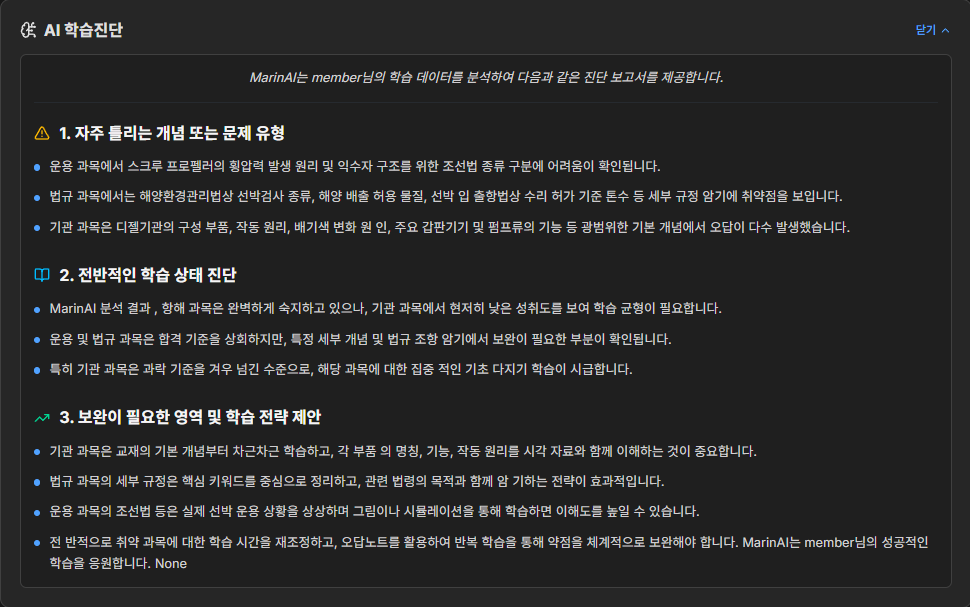 AI 학습진단
닫기
MarinAI는 member님의 학습 데이터를 분석하여 다음과 같은 진단 보고서를 제공합니다.
1. 자주 틀리는 개념 또는 문제 유형
운용 과목에서 스크루 프로펠러의 횡압력 발생 원리 및 익수자 구조를 위한 조선법 종류 구분에 어려움이 확인됩니다.
법규 과목에서는 해양환경관리법상 선박검사 종류, 해양 배출 허용 물질, 선박 입 출항법상 수리 허가 기준 톤수 등 세부 규정 암기에 취약점을 보입니다.
기관 과목은 디젤기관의 구성 부품, 작동 원리, 배기색 변화 원 인, 주요 갑판기기 및 펌프류의 기능 등 광범위한 기본 개념에서 오답이 다수 발생했습니다.
2. 전반적인 학습 상태 진단
MarinAI 분석 결과 , 항해 과목은 완벽하게 숙지하고 있으나, 기관 과목에서 현저히 낮은 성취도를 보여 학습 균형이 필요합니다.
운용 및 법규 과목은 합격 기준을 상회하지만, 특정 세부 개념 및 법규 조항 암기에서 보완이 필요한 부분이 확인됩니다.
특히 기관 과목은 과락 기준을 겨우 넘긴 수준으로, 해당 과목에 대한 집중 적인 기초 다지기 학습이 시급합니다.
3. 보완이 필요한 영역 및 학습 전략 제안
기관 과목은 교재의 기본 개념부터 차근차근 학습하고, 각 부품 의 명칭, 기능, 작동 원리를 시각 자료와 함께 이해하는 것이 중요합니다.
법규 과목의 세부 규정은 핵심 키워드를 중심으로 정리하고, 관련 법령의 목적과 함께 암 기하는 전략이 효과적입니다.
운용 과목의 조선법 등은 실제 선박 운용 상황을 상상하며 그림이나 시뮬레이션을 통해 학습하면 이해도를 높일 수 있습니다.
전 반적으로 취약 과목에 대한 학습 시간을 재조정하고, 오답노트를 활용하여 반복 학습을 통해 약점을 체계적으로 보완해야 합니다. MarinAI는 member님의 성공적인
학습을 응원합니다. None